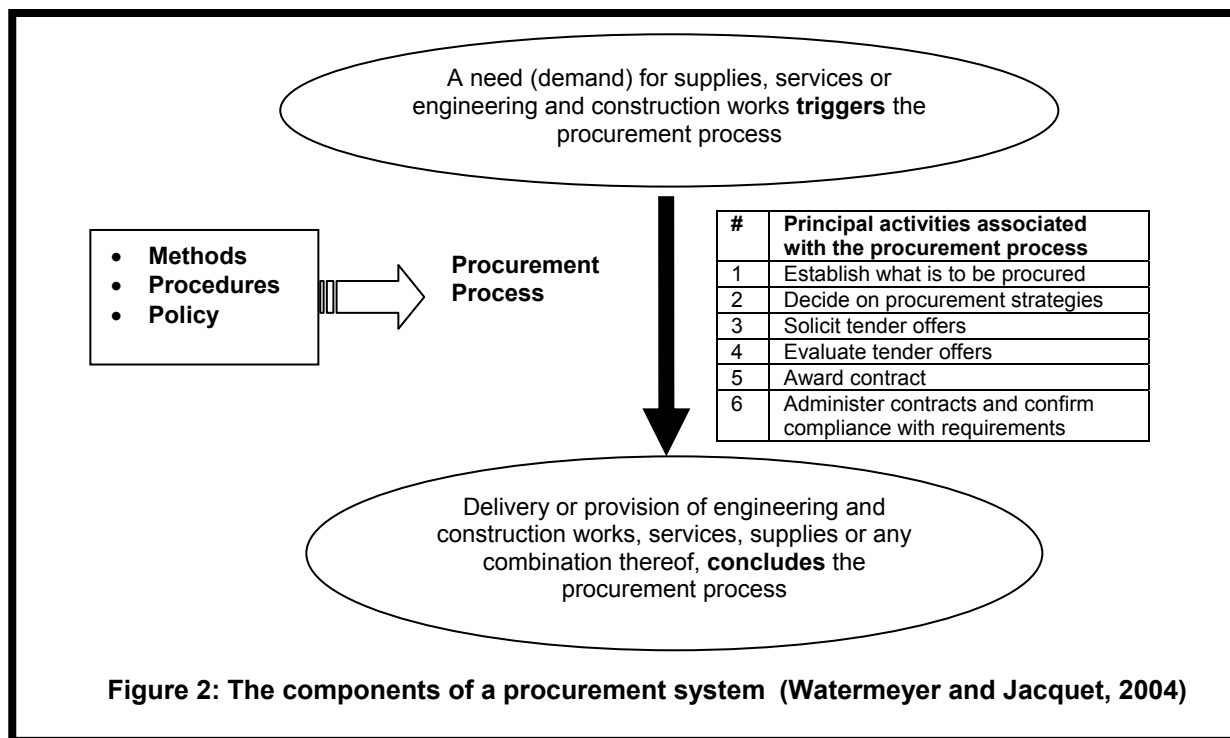 A need (demand) for supplies, services or
engineering and construction works triggers the
procurement process
• Methods
• Procedures
• Policy
Procurement
Process
# Principal activities associated
with the procurement process
1 Establish what is to be procured
2 Decide on procurement strategies
3 Solicit tender offers
4 Evaluate tender offers
5 Award contract
6 Administer contracts and confirm
compliance with requirements
Delivery or provision of engineering and
construction works, services, supplies or any
combination thereof, concludes the
procurement process
Figure 2: The components of a procurement system (Watermeyer and Jacquet, 2004)